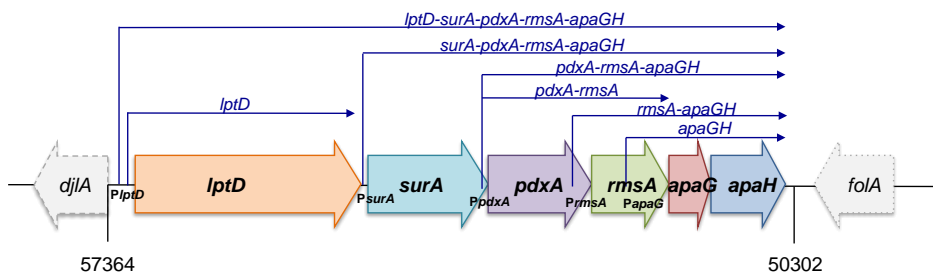 lptD-surA-pdxA-rmsA-apaGH
surA-pdxA-rmsA-apaGH
pdxA-rmsA-apaGH
pdxA-rmsA
lptD
rmsA-apaGH
apaGH
djlA
lptD
surA
pdxA
rmsA
apaG
apaH
folA
PlptD
PsurA
PpdxA
PrmsA
PapaG
57364
50302